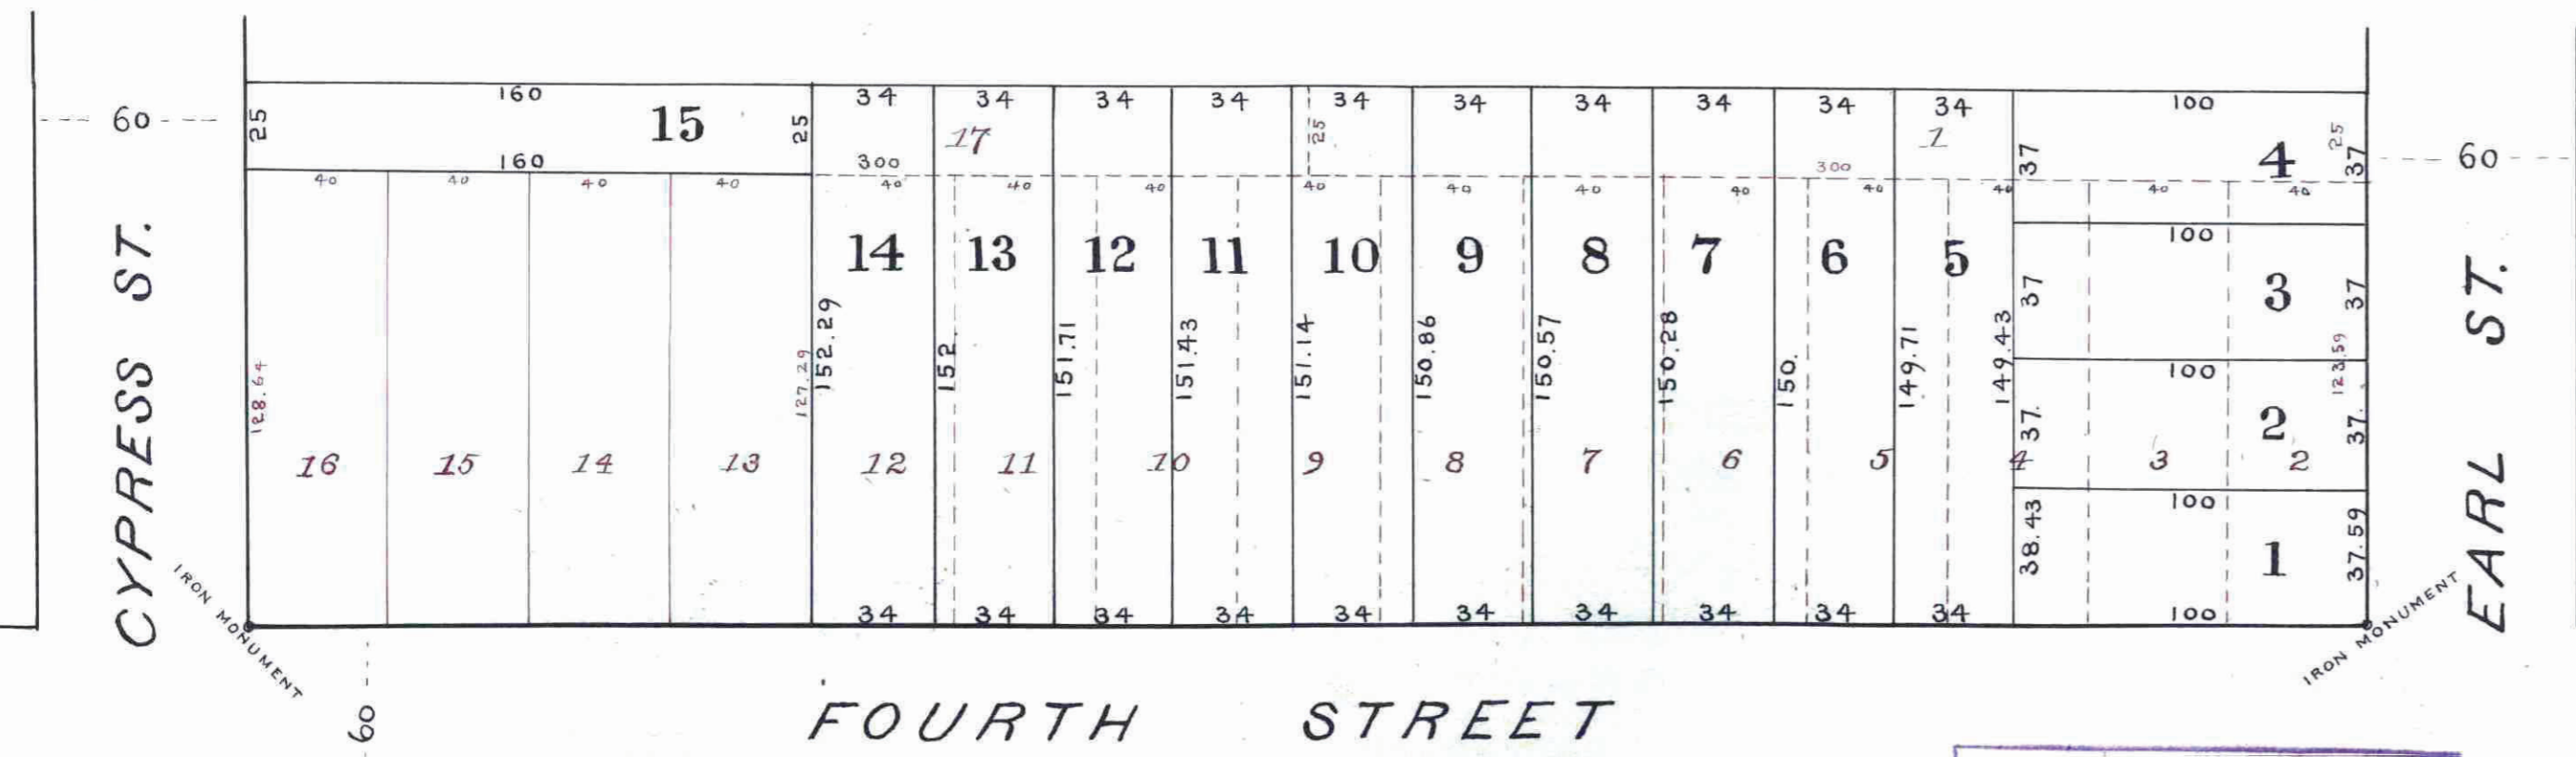 160 34 34 34 34 34 34 34 34 34 34 100
60 25 15 25 17 25 1 37 4 25 37 60
160 300 300
40 40 40 40 40 40 40 40 40 40 40 40 40 40 40
100
14 13 12 11 10 9 8 7 6 5 37 3 37
CYPRESS ST.
EARL ST.
128.64 127.29 152.29 152. 151.71 151.43 151.14 150.86 150.57 150.28 150. 149.71 149.43 123.59
100
37. 2 37.
16 15 14 13 12 11 10 9 8 7 6 5 4 3 2
100
38.43 1 37.59
34 34 34 34 34 34 34 34 34 34 100
IRON MONUMENT
IRON MONUMENT
60
FOURTH STREET